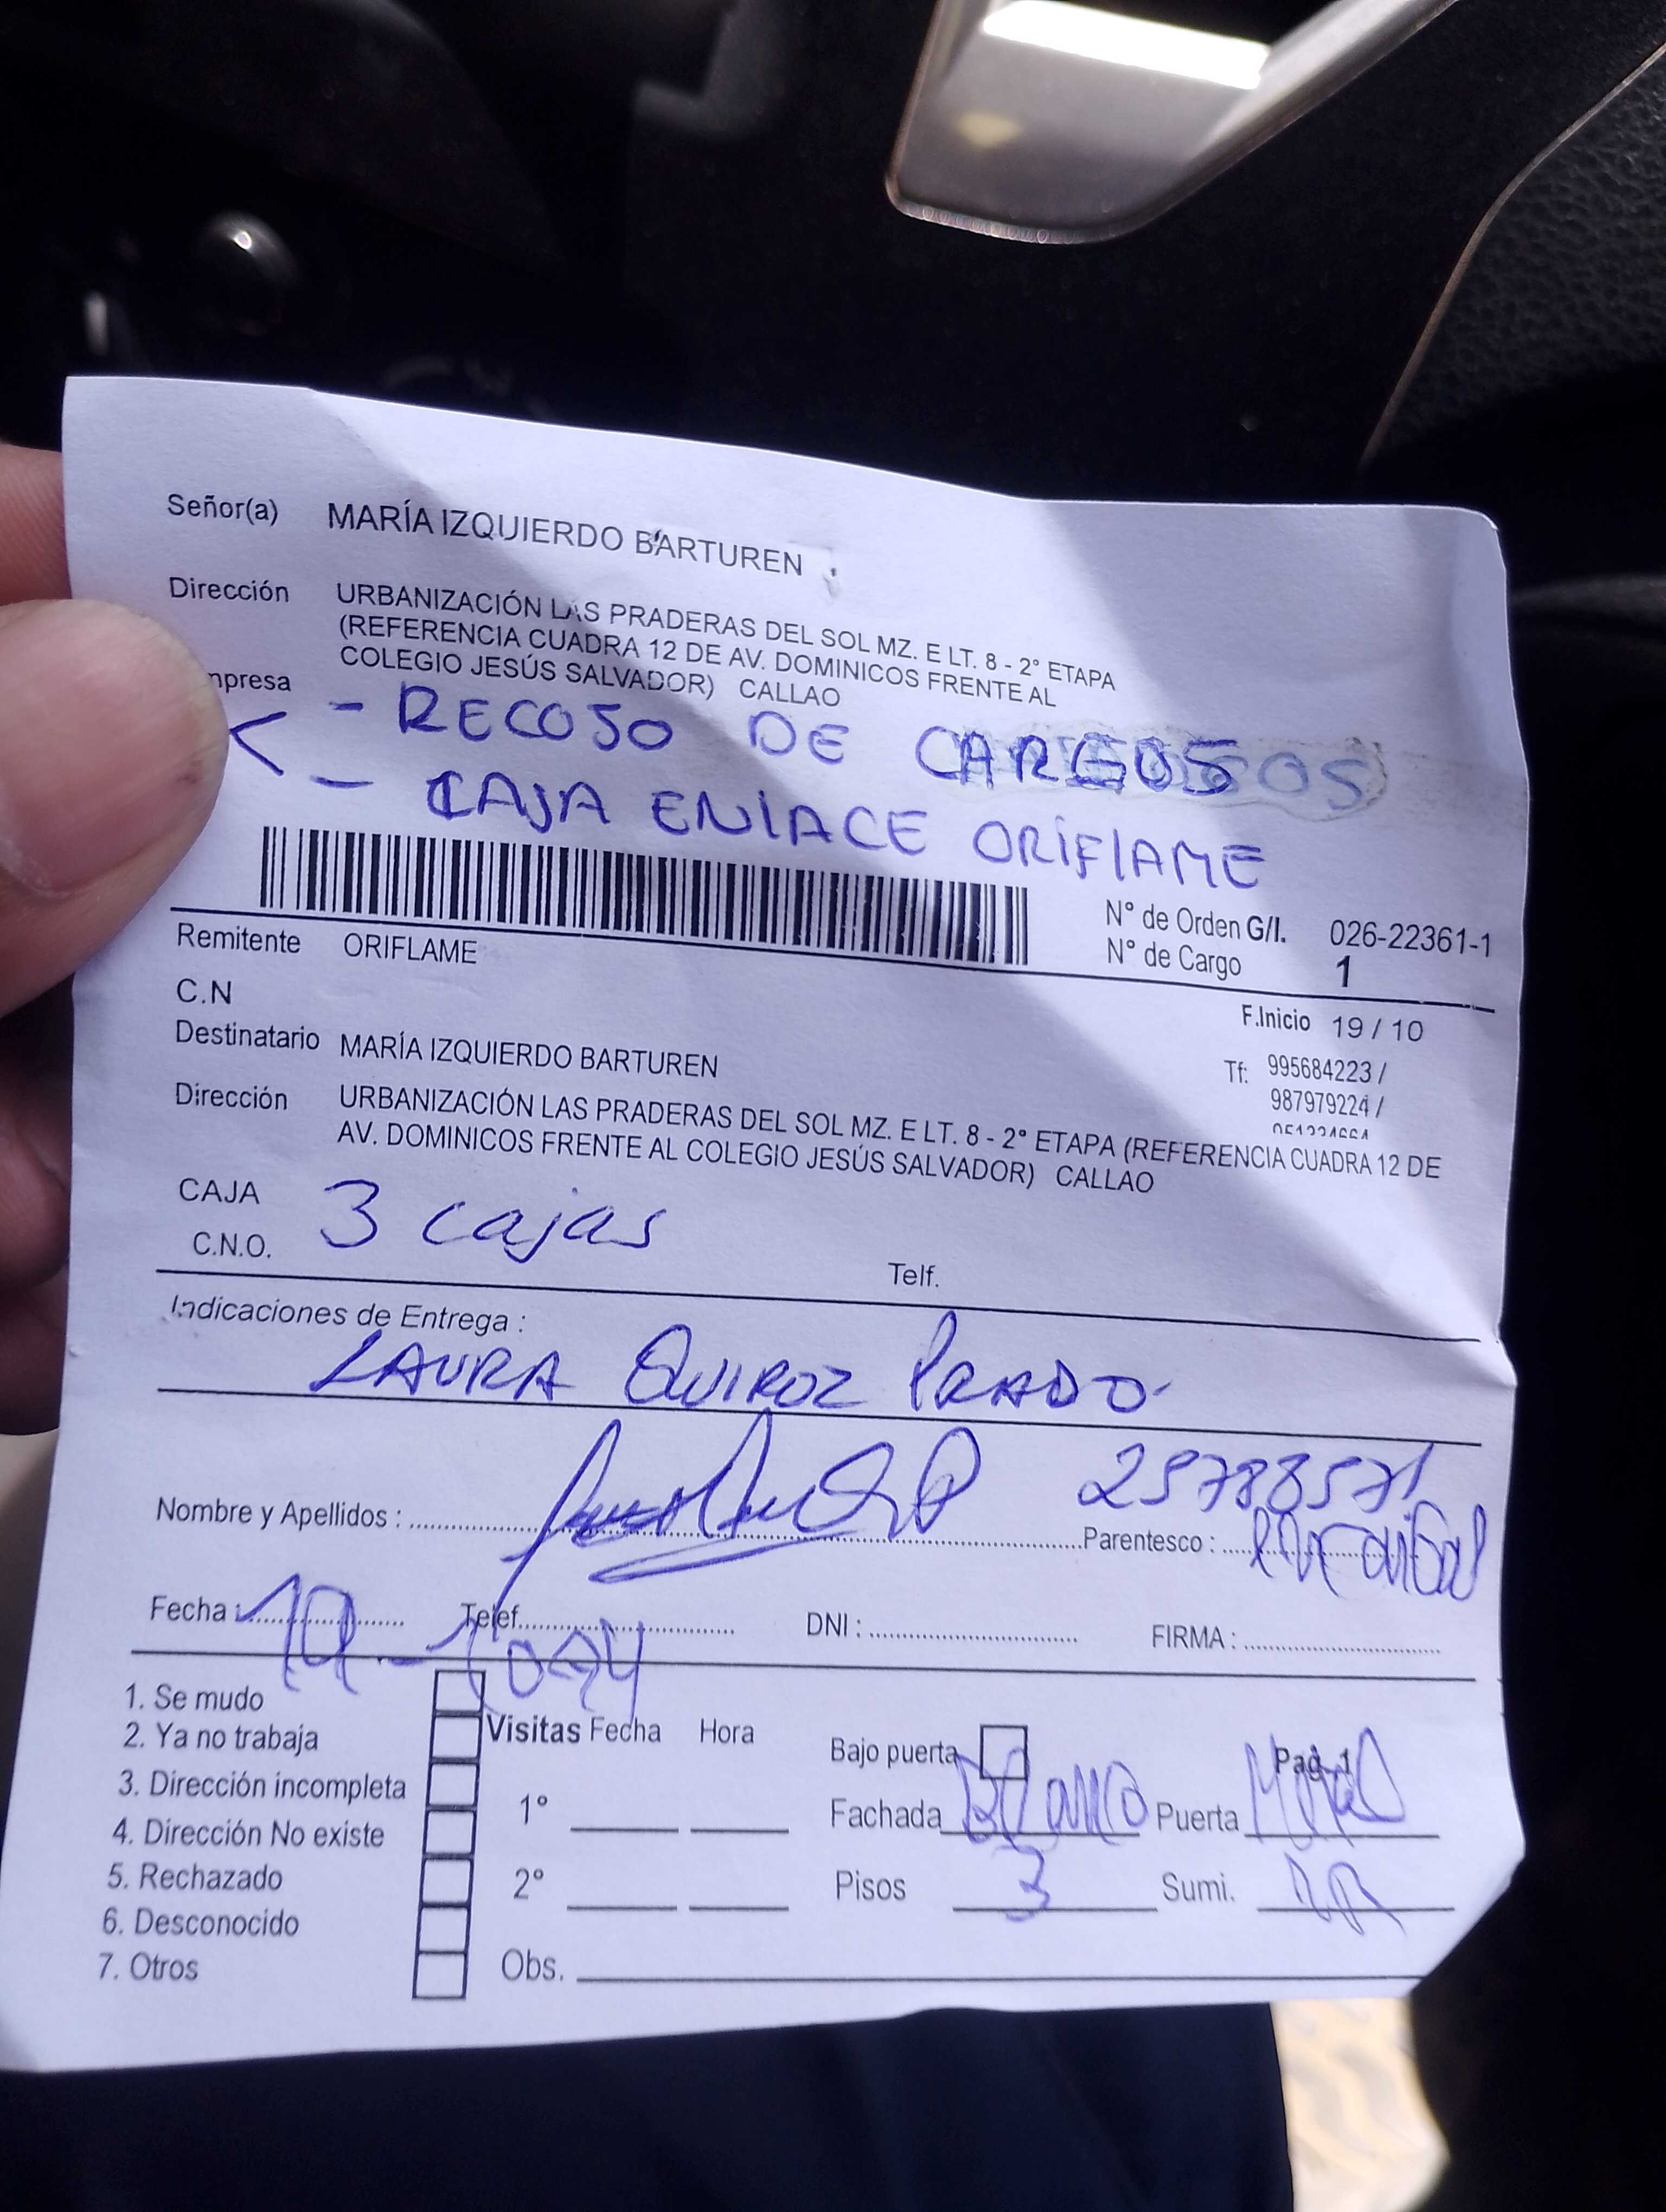 Señor(a) MARÍA IZQUIERDO BARTUREN
Dirección URBANIZACIÓN LAS PRADERAS DEL SOL MZ. E LT. 8 - 2° ETAPA
(REFERENCIA CUADRA 12 DE AV. DOMINICOS FRENTE AL
COLEGIO JESÚS SALVADOR) CALLAO
mpresa
- RECOJO DE CARGOS
- CAJA ENLACE ORIFLAME
N° de Orden G/I. 026-22361-1
N° de Cargo 1
Remitente ORIFLAME
C.N
F.Inicio 19 / 10
Destinatario MARÍA IZQUIERDO BARTUREN
Tf: 995684223 /
987979224 /
Dirección URBANIZACIÓN LAS PRADERAS DEL SOL MZ. E LT. 8 - 2° ETAPA (REFERENCIA CUADRA 12 DE
AV. DOMINICOS FRENTE AL COLEGIO JESÚS SALVADOR) CALLAO
CAJA 3 cajas
C.N.O.
Telf.
Indicaciones de Entrega :
LAURA QUIROZ PRADO
25788571
Nombre y Apellidos : Parentesco :
Fecha : Telef. DNI : FIRMA :
1. Se mudo
2. Ya no trabaja
3. Dirección incompleta
4. Dirección No existe
5. Rechazado
6. Desconocido
7. Otros
Visitas Fecha Hora
1°
2°
Bajo puerta Pag. 1
Fachada Blanco Puerta
Pisos 3 Sumi.
Obs.